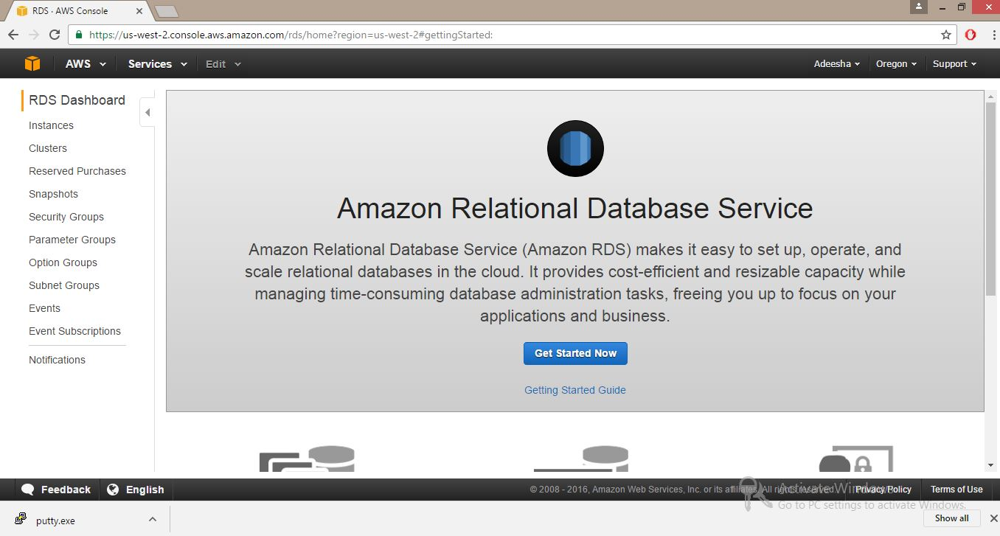 RDS · AWS Console
https://us-west-2.console.aws.amazon.com/rds/home?region=us-west-2#gettingStarted:
AWS Services Edit Adeesha Oregon Support
RDS Dashboard
Instances
Clusters
Reserved Purchases
Snapshots
Security Groups
Parameter Groups
Option Groups
Subnet Groups
Events
Event Subscriptions
Notifications
Amazon Relational Database Service
Amazon Relational Database Service (Amazon RDS) makes it easy to set up, operate, and
scale relational databases in the cloud. It provides cost-efficient and resizable capacity while
managing time-consuming database administration tasks, freeing you up to focus on your
applications and business.
Get Started Now
Getting Started Guide
Feedback English © 2008 - 2016, Amazon Web Services, Inc. or its affiliates. All rights reserved. Privacy Policy Terms of Use
Activate Windows
Go to PC settings to activate Windows.
putty.exe Show all